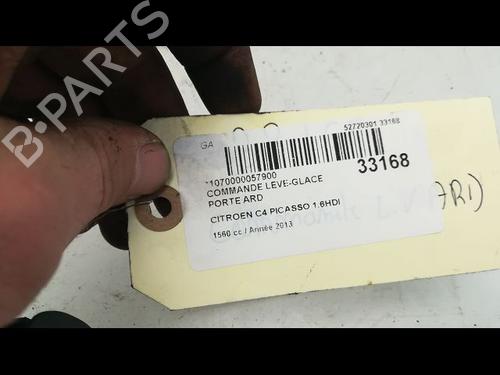 B-PARTS
GA
52720301 33168
*1070000057900
33168
COMMANDE LEVE-GLACE
PORTE ARD
CITROEN C4 PICASSO 1.6HDI
1560 cc / Année 2013